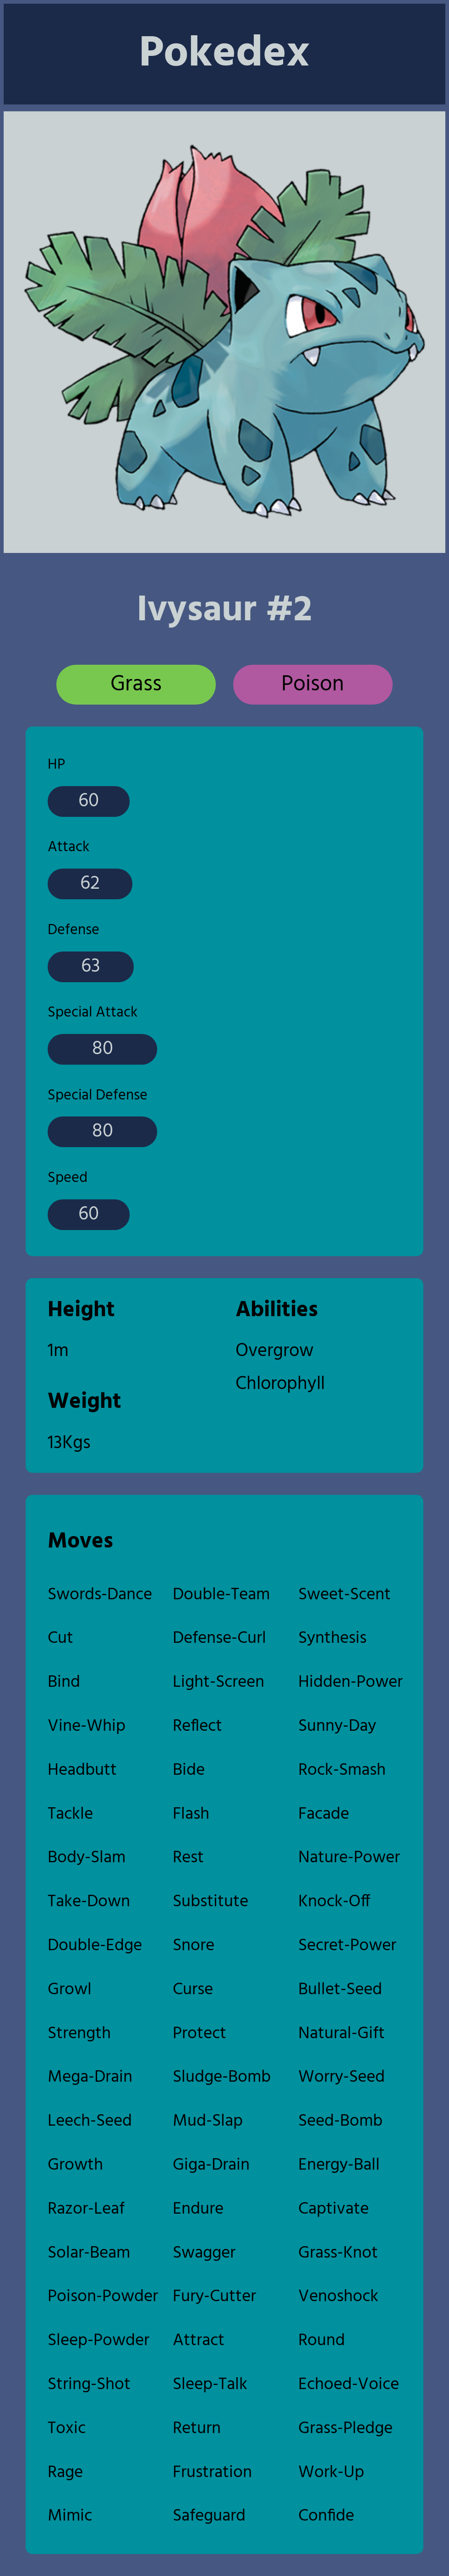 Pokedex
Ivysaur #2
Grass Poison
HP
60
Attack
62
Defense
63
Special Attack
80
Special Defense
80
Speed
60
Height Abilities
1m Overgrow
Chlorophyll
Weight
13Kgs
Moves
Swords-Dance Double-Team Sweet-Scent
Cut Defense-Curl Synthesis
Bind Light-Screen Hidden-Power
Vine-Whip Reflect Sunny-Day
Headbutt Bide Rock-Smash
Tackle Flash Facade
Body-Slam Rest Nature-Power
Take-Down Substitute Knock-Off
Double-Edge Snore Secret-Power
Growl Curse Bullet-Seed
Strength Protect Natural-Gift
Mega-Drain Sludge-Bomb Worry-Seed
Leech-Seed Mud-Slap Seed-Bomb
Growth Giga-Drain Energy-Ball
Razor-Leaf Endure Captivate
Solar-Beam Swagger Grass-Knot
Poison-Powder Fury-Cutter Venoshock
Sleep-Powder Attract Round
String-Shot Sleep-Talk Echoed-Voice
Toxic Return Grass-Pledge
Rage Frustration Work-Up
Mimic Safeguard Confide